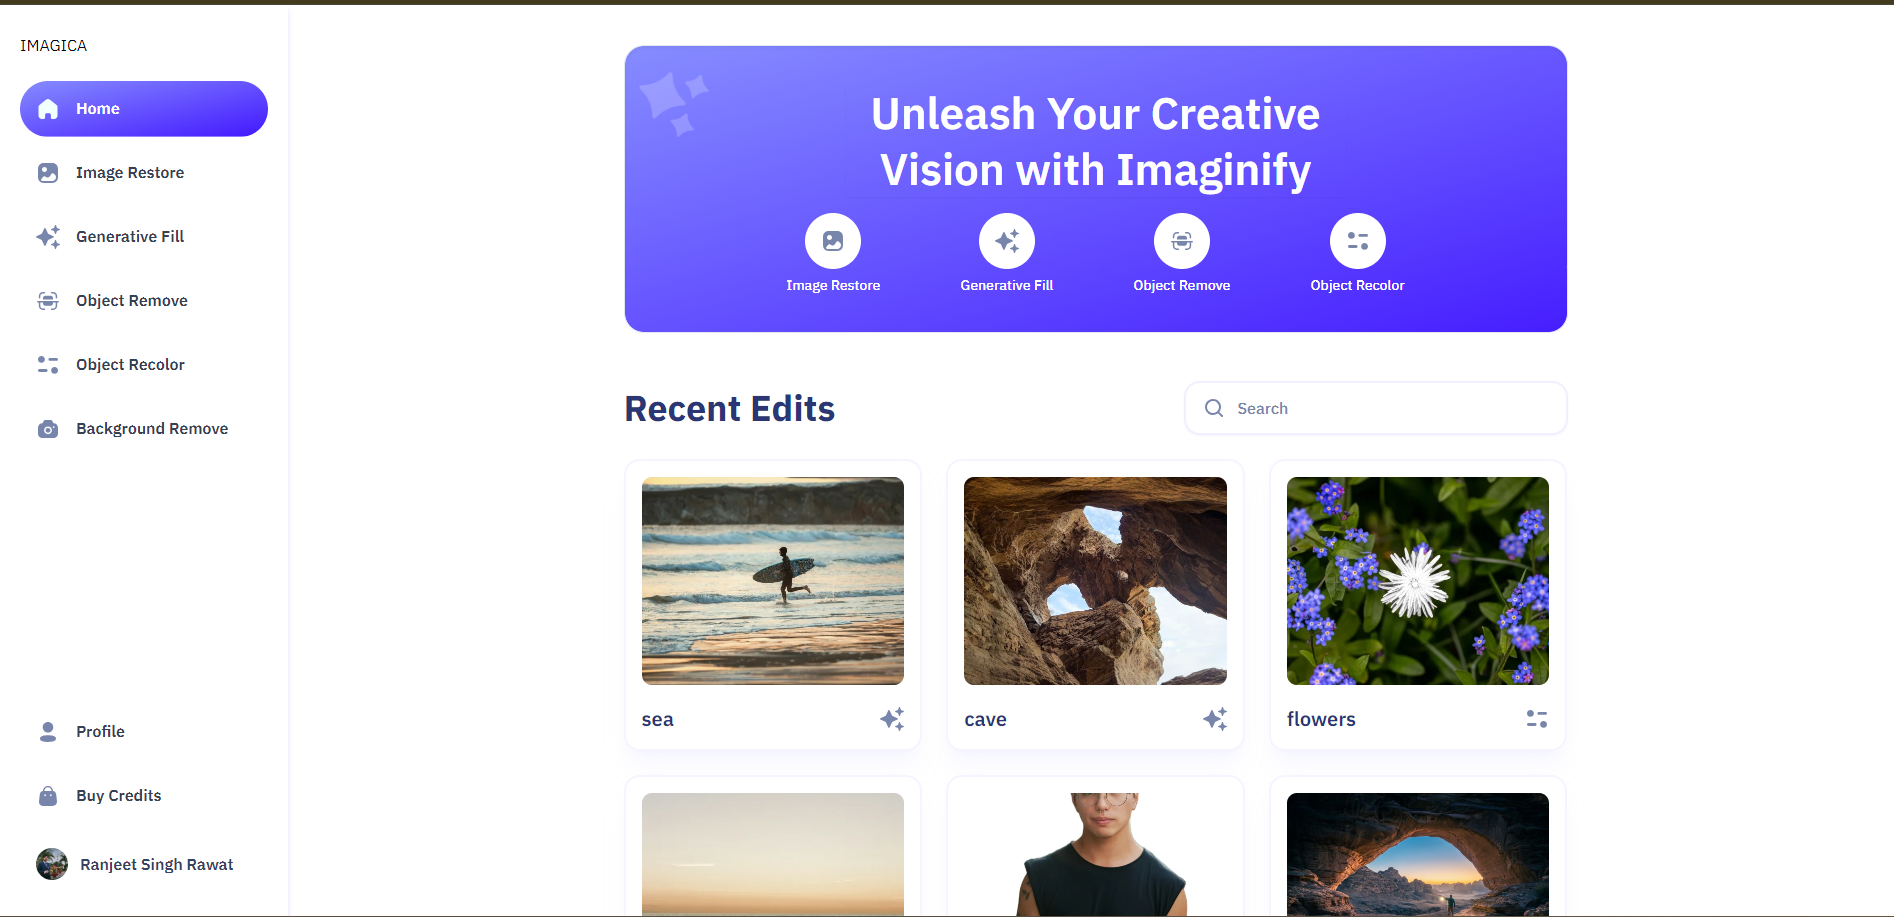 IMAGICA
Home
Image Restore
Generative Fill
Object Remove
Object Recolor
Background Remove
Profile
Buy Credits
Ranjeet Singh Rawat
Unleash Your Creative
Vision with Imaginify
Image Restore
Generative Fill
Object Remove
Object Recolor
Recent Edits
Search
sea
cave
flowers